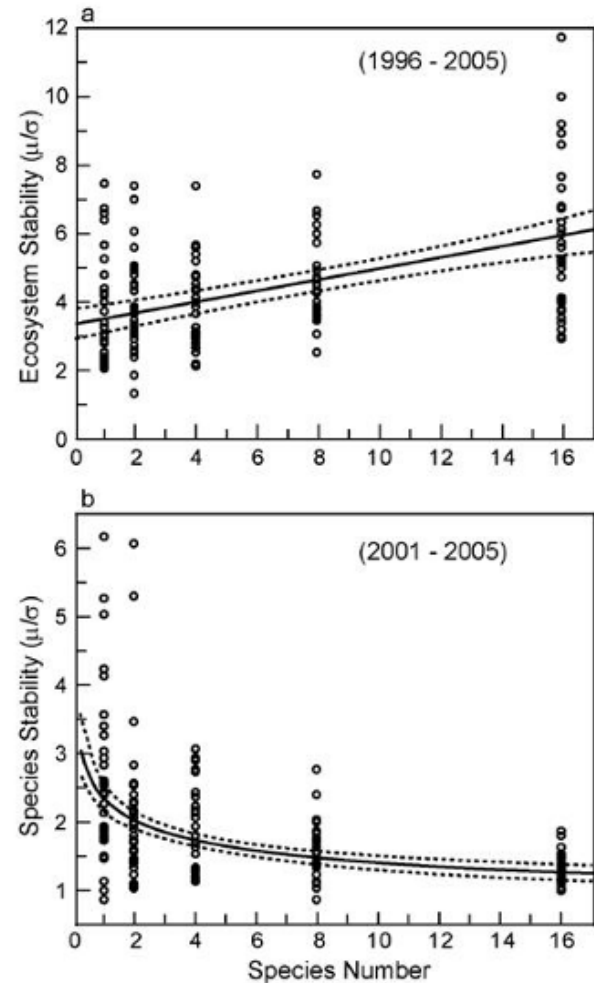 a
(1996 - 2005)
Ecosystem Stability (μ/σ)
12
10
8
6
4
2
0
0 2 4 6 8 10 12 14 16
b
(2001 - 2005)
Species Stability (μ/σ)
6
5
4
3
2
1
0 2 4 6 8 10 12 14 16
Species Number